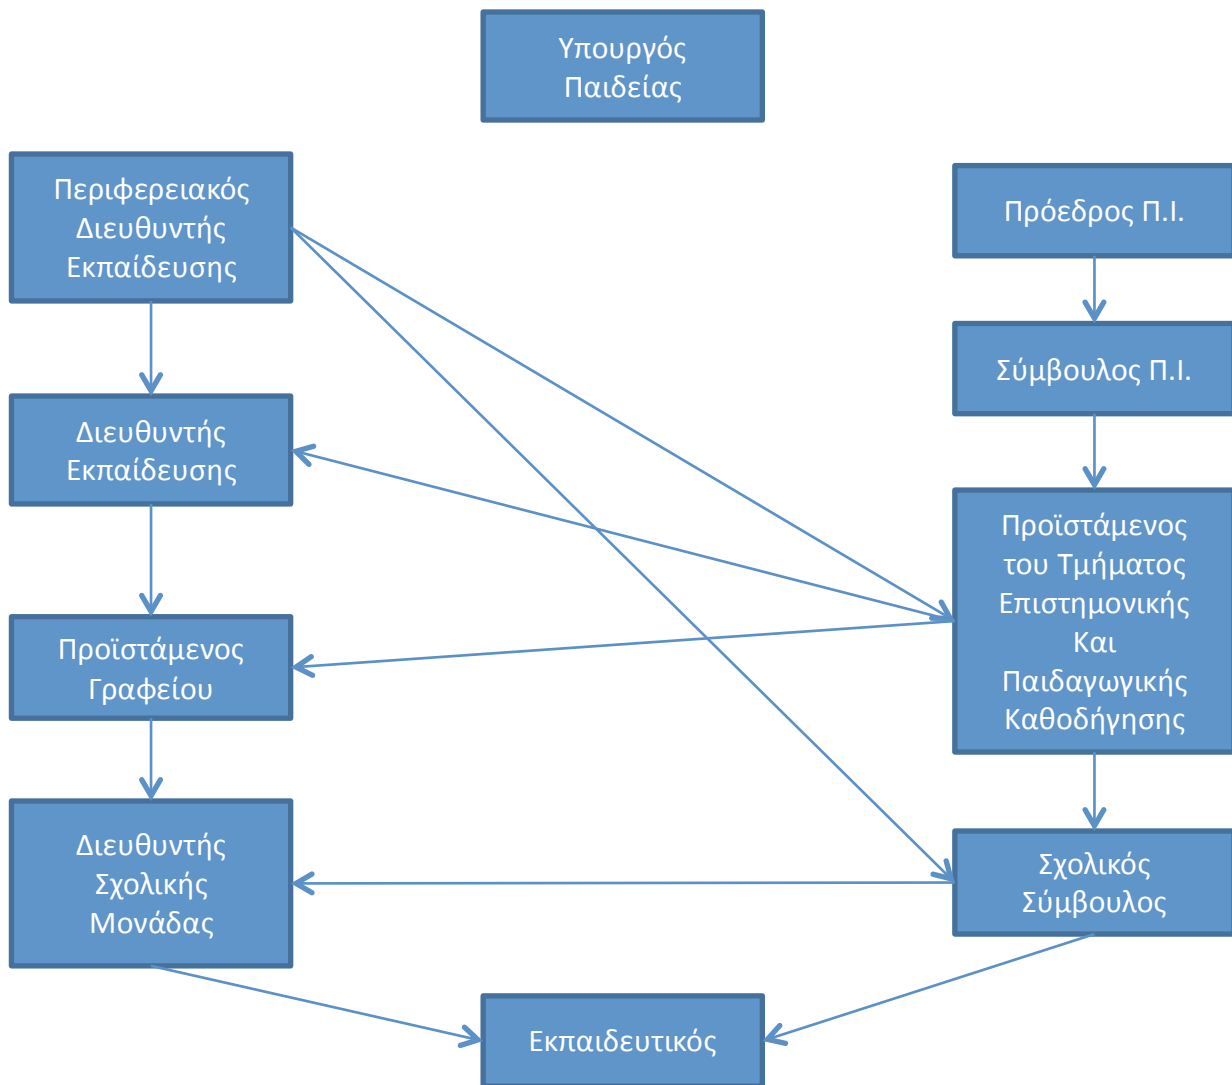 Υπουργός
Παιδείας
Περιφερειακός
Διευθυντής
Εκπαίδευσης
Πρόεδρος Π.Ι.
Σύμβουλος Π.Ι.
Διευθυντής
Εκπαίδευσης
Προϊστάμενος
του Τμήματος
Επιστημονικής
Και
Παιδαγωγικής
Καθοδήγησης
Προϊστάμενος
Γραφείου
Διευθυντής
Σχολικής
Μονάδας
Σχολικός
Σύμβουλος
Εκπαιδευτικός